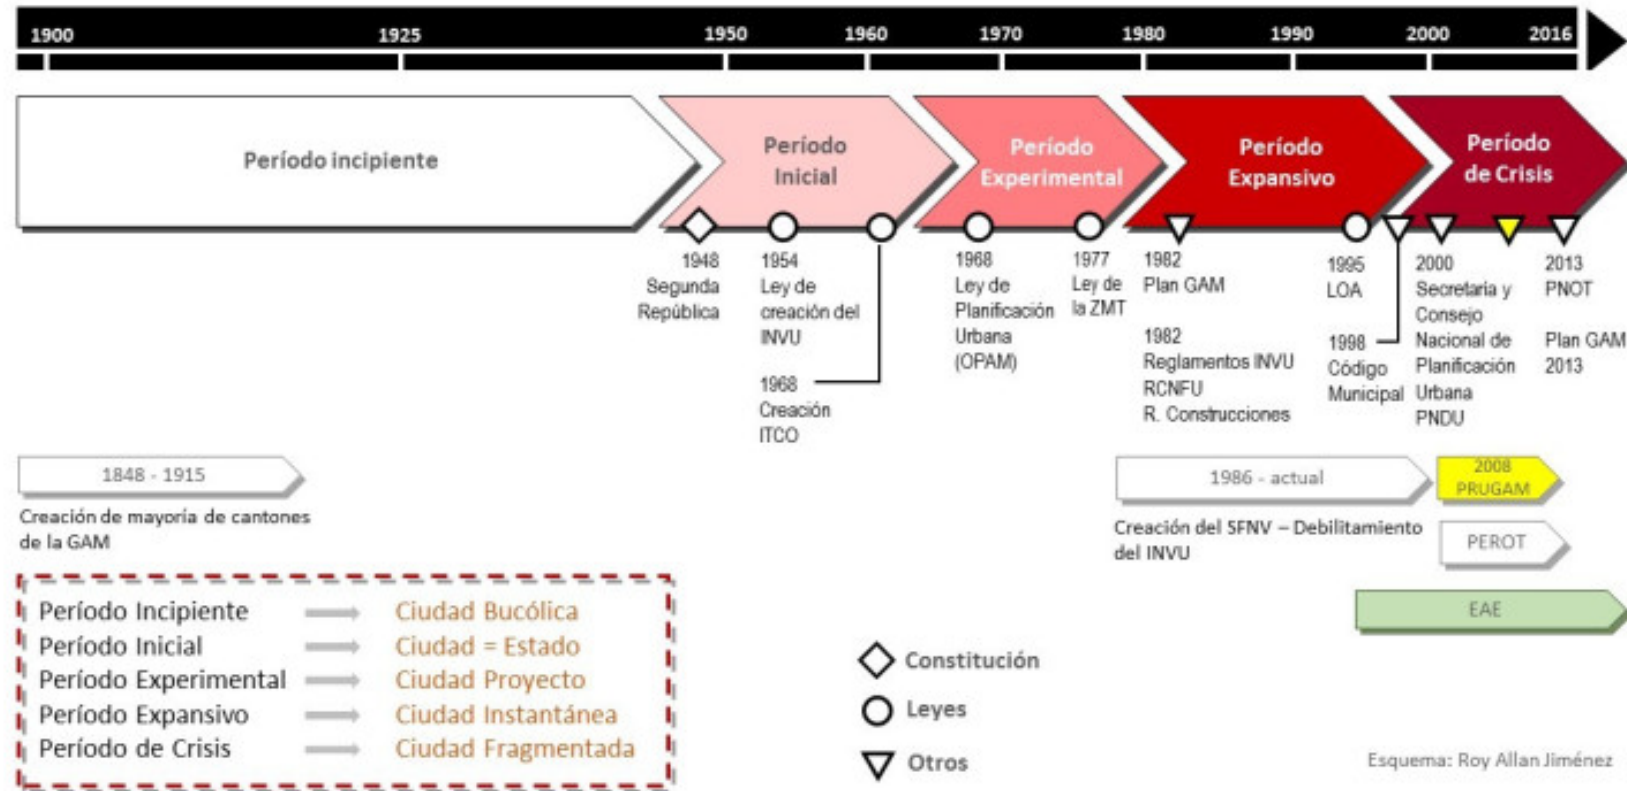 1900 1925 1950 1960 1970 1980 1990 2000 2016
Período incipiente
Período
Inicial
Período
Experimental
Período
Expansivo
Período
de Crisis
1948
Segunda
República
1954
Ley de
creación del
INVU
1968
Creación
ITCO
1968
Ley de
Planificación
Urbana
(OPAM)
1977
Ley de
la ZMT
1982
Plan GAM
1982
Reglamentos INVU
RCNFU
R. Construcciones
1995
LOA
1998
Código
Municipal
2000
Secretaria y
Consejo
Nacional de
Planificación
Urbana
PNDU
2013
PNOT
Plan GAM
2013
1848 - 1915
Creación de mayoría de cantones
de la GAM
1986 - actual
Creación del SFNV – Debilitamiento
del INVU
2008
PRUGAM
PEROT
EAE
Período Incipiente Ciudad Bucólica
Período Inicial Ciudad = Estado
Período Experimental Ciudad Proyecto
Período Expansivo Ciudad Instantánea
Período de Crisis Ciudad Fragmentada
Constitución
Leyes
Otros
Esquema: Roy Allan Jiménez